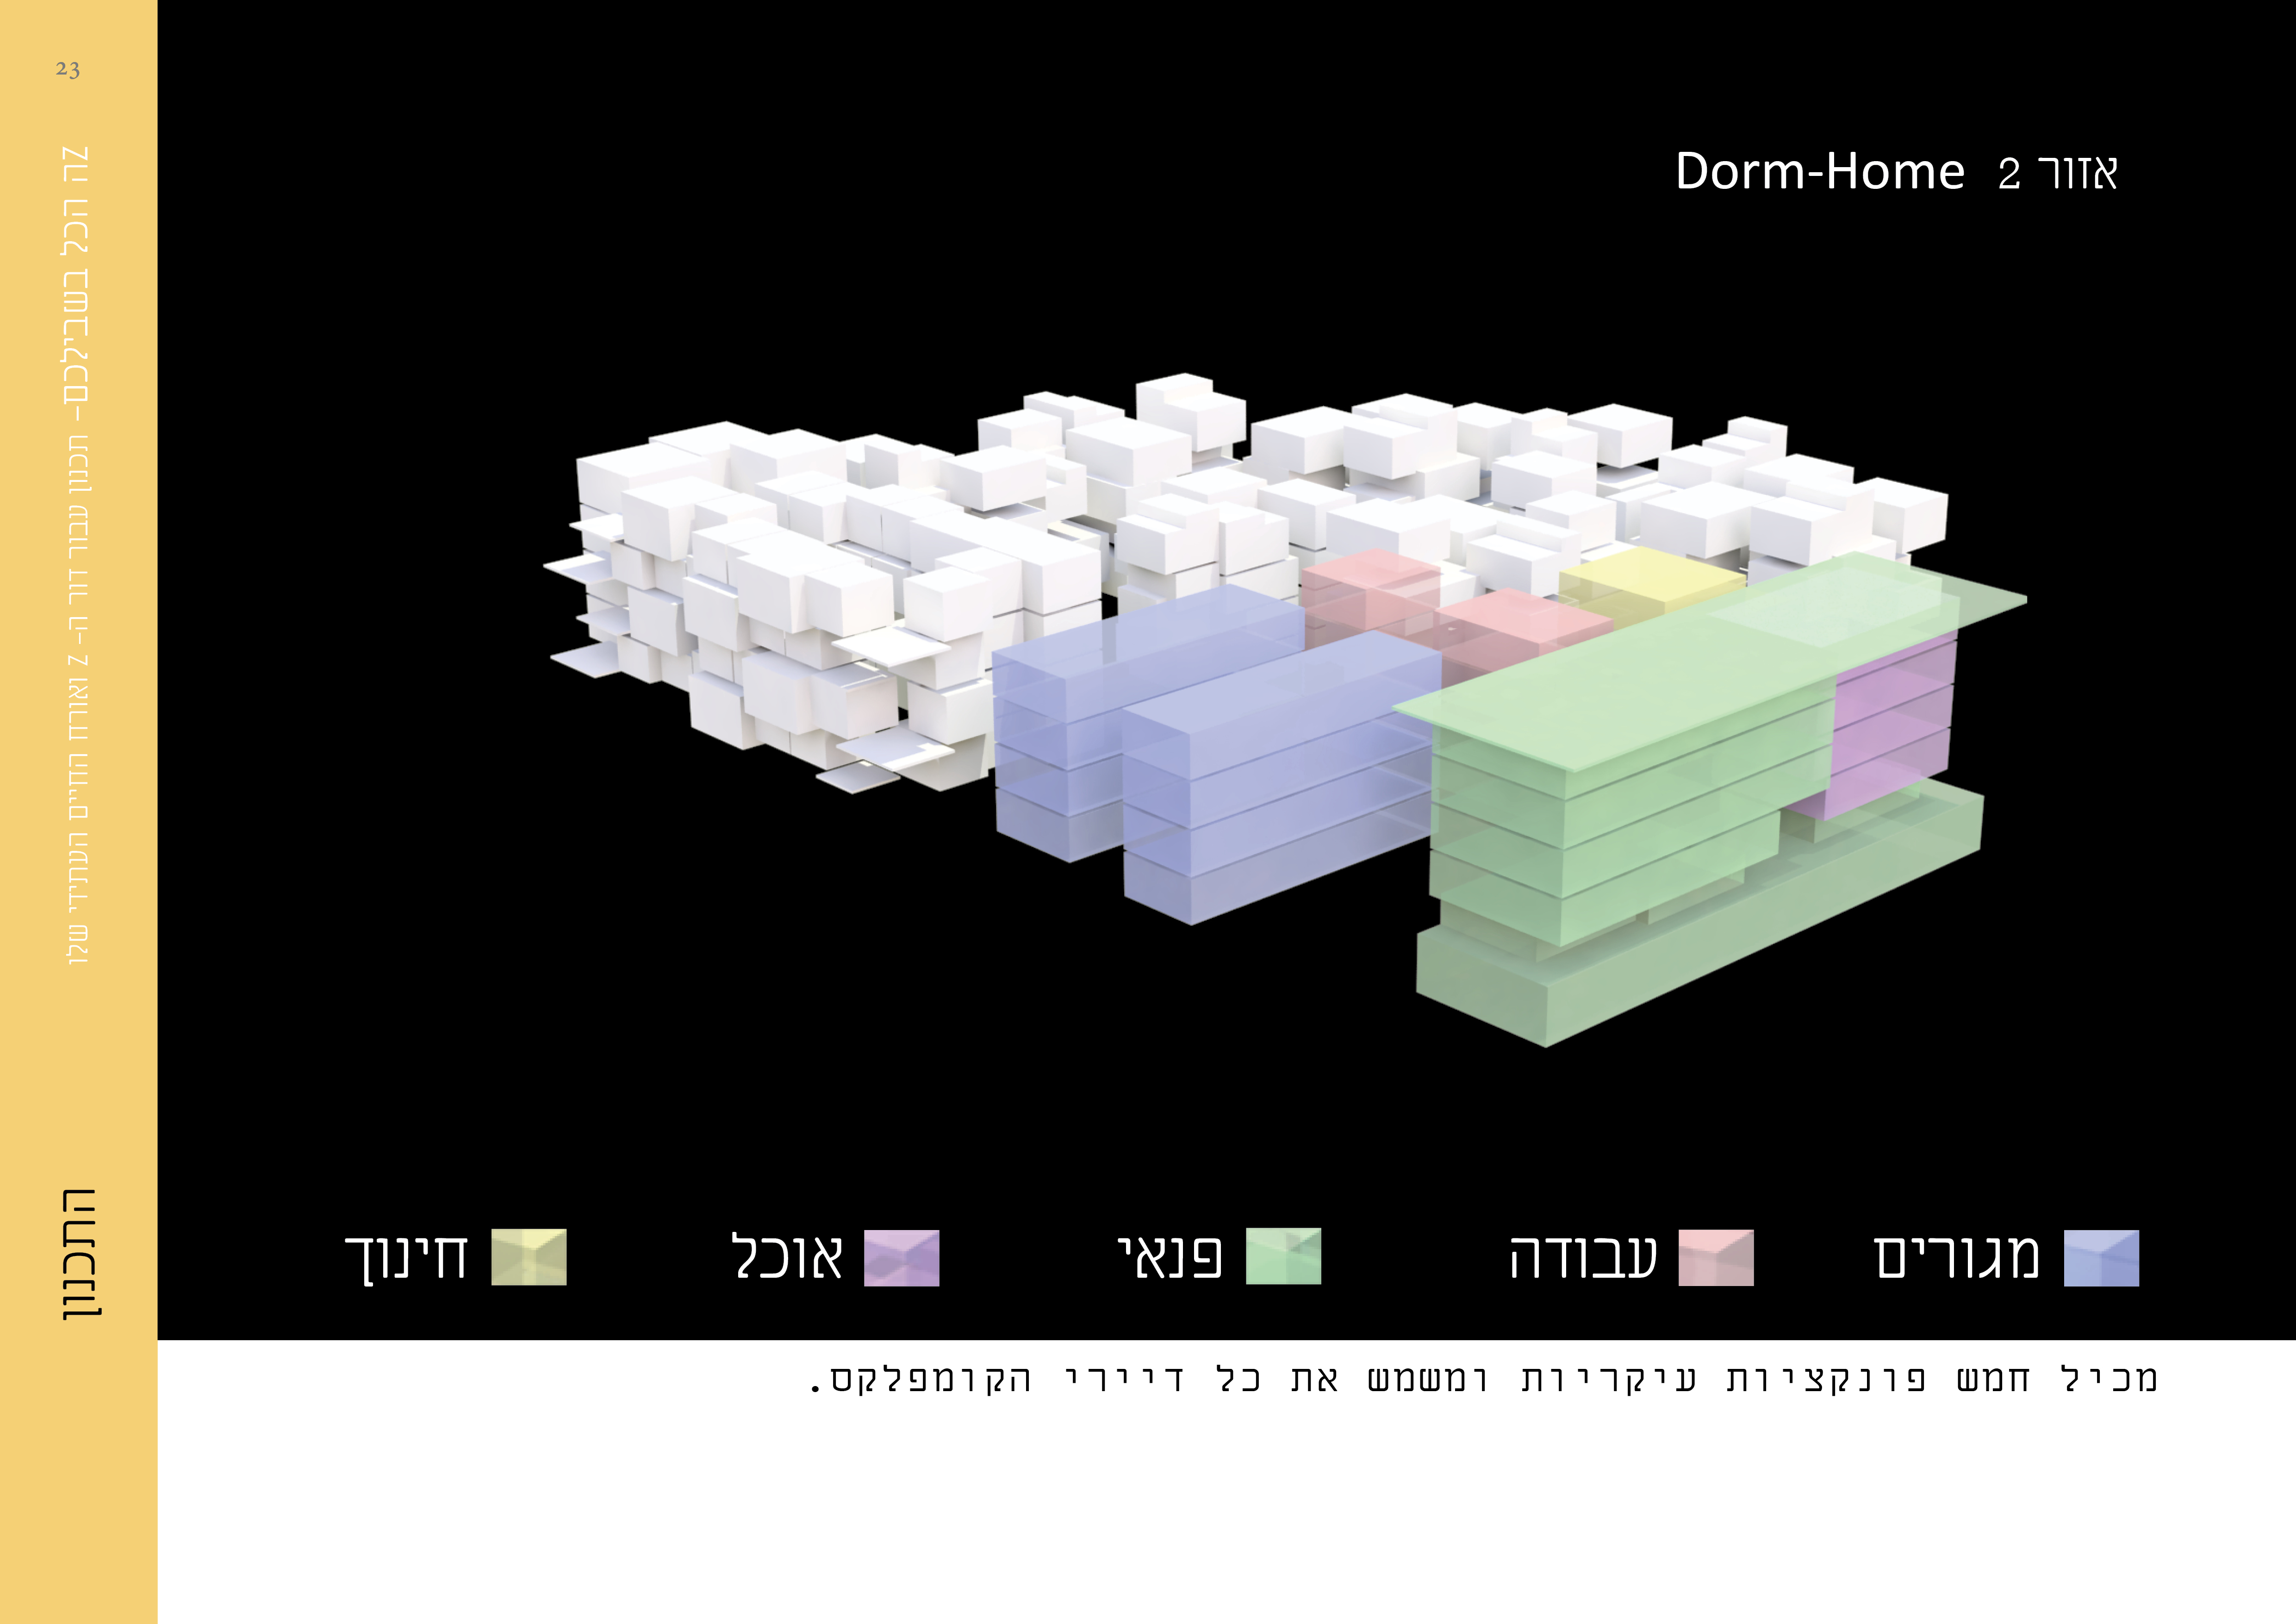 23
זה הכל בשבילכם- תכנון עבור דור ה- z ואורח החיים העתידי שלו
התכנון
אזור 2 Dorm-Home
מגורים
עבודה
פנאי
אוכל
חינוך
מכיל חמש פונקציות עיקריות ומשמש את כל דיירי הקומפלקס.